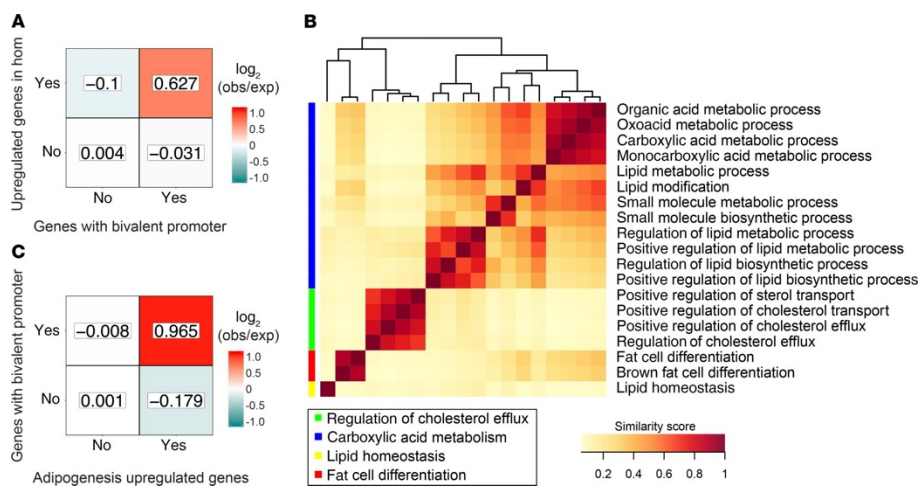 A
Upregulated genes in hom
Yes
−0.1
0.627
No
0.004
−0.031
No
Yes
Genes with bivalent promoter
log2
(obs/exp)
1.0
0.5
0
−0.5
−1.0
B
Organic acid metabolic process
Oxoacid metabolic process
Carboxylic acid metabolic process
Monocarboxylic acid metabolic process
Lipid metabolic process
Lipid modification
Small molecule metabolic process
Small molecule biosynthetic process
Regulation of lipid metabolic process
Positive regulation of lipid metabolic process
Regulation of lipid biosynthetic process
Positive regulation of lipid biosynthetic process
Positive regulation of sterol transport
Positive regulation of cholesterol transport
Positive regulation of cholesterol efflux
Regulation of cholesterol efflux
Fat cell differentiation
Brown fat cell differentiation
Lipid homeostasis
Regulation of cholesterol efflux
Carboxylic acid metabolism
Lipid homeostasis
Fat cell differentiation
Similarity score
0.2 0.4 0.6 0.8 1
C
Genes with bivalent promoter
Yes
−0.008
0.965
No
0.001
−0.179
No
Yes
Adipogenesis upregulated genes
log2
(obs/exp)
1.0
0.5
0
−0.5
−1.0